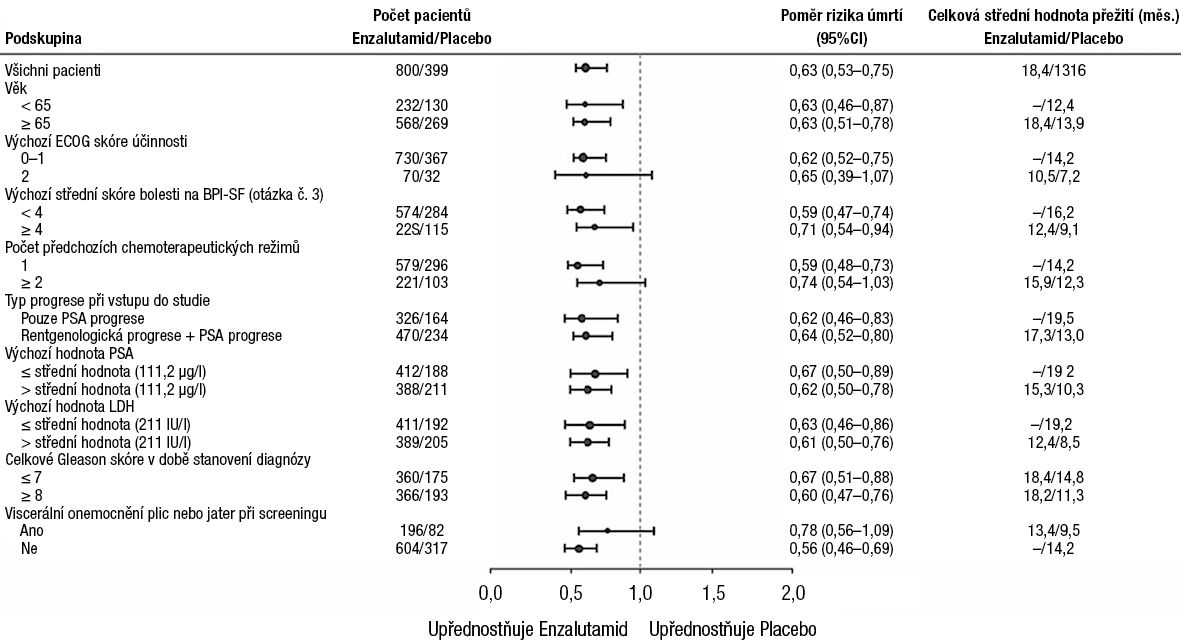 Podskupina Počet pacientů Enzalutamid/Placebo Poměr rizika úmrtí (95%CI) Celková střední hodnota přežití (měs.) Enzalutamid/Placebo
Všichni pacienti 800/399 0,63 (0,53–0,75) 18,4/1316
Věk
< 65 232/130 0,63 (0,46–0,87) –/12,4
≥ 65 568/269 0,63 (0,51–0,78) 18,4/13,9
Výchozí ECOG skóre účinnosti
0–1 730/367 0,62 (0,52–0,75) –/14,2
2 70/32 0,65 (0,39–1,07) 10,5/7,2
Výchozí střední skóre bolesti na BPI-SF (otázka č. 3)
< 4 574/284 0,59 (0,47–0,74) –/16,2
≥ 4 22S/115 0,71 (0,54–0,94) 12,4/9,1
Počet předchozích chemoterapeutických režimů
1 579/296 0,59 (0,48–0,73) –/14,2
≥ 2 221/103 0,74 (0,54–1,03) 15,9/12,3
Typ progrese při vstupu do studie
Pouze PSA progrese 326/164 0,62 (0,46–0,83) –/19,5
Rentgenologická progrese + PSA progrese 470/234 0,64 (0,52–0,80) 17,3/13,0
Výchozí hodnota PSA
≤ střední hodnota (111,2 µg/l) 412/188 0,67 (0,50–0,89) –/19 2
> střední hodnota (111,2 µg/l) 388/211 0,62 (0,50–0,78) 15,3/10,3
Výchozí hodnota LDH
≤ střední hodnota (211 IU/l) 411/192 0,63 (0,46–0,86) –/19,2
> střední hodnota (211 IU/l) 389/205 0,61 (0,50–0,76) 12,4/8,5
Celkové Gleason skóre v době stanovení diagnózy
≤ 7 360/175 0,67 (0,51–0,88) 18,4/14,8
≥ 8 366/193 0,60 (0,47–0,76) 18,2/11,3
Viscerální onemocnění plic nebo jater při screeningu
Ano 196/82 0,78 (0,56–1,09) 13,4/9,5
Ne 604/317 0,56 (0,46–0,69) –/14,2
0,0 0,5 1,0 1,5 2,0
Upřednostňuje Enzalutamid Upřednostňuje Placebo